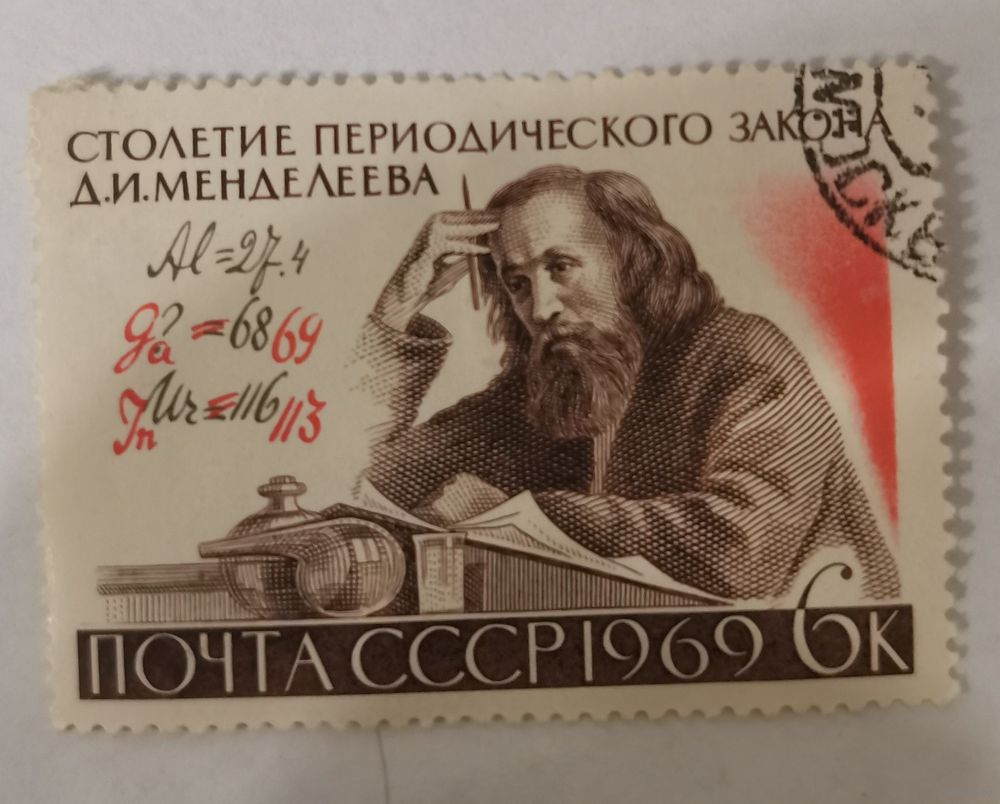 СТОЛЕТИЕ ПЕРИОДИЧЕСКОГО ЗАКОНА
Д.И.МЕНДЕЛЕЕВА
Al=27.4
Ga ?=68 69
In Ur=116 113
ПОЧТА СССР 1969 6К